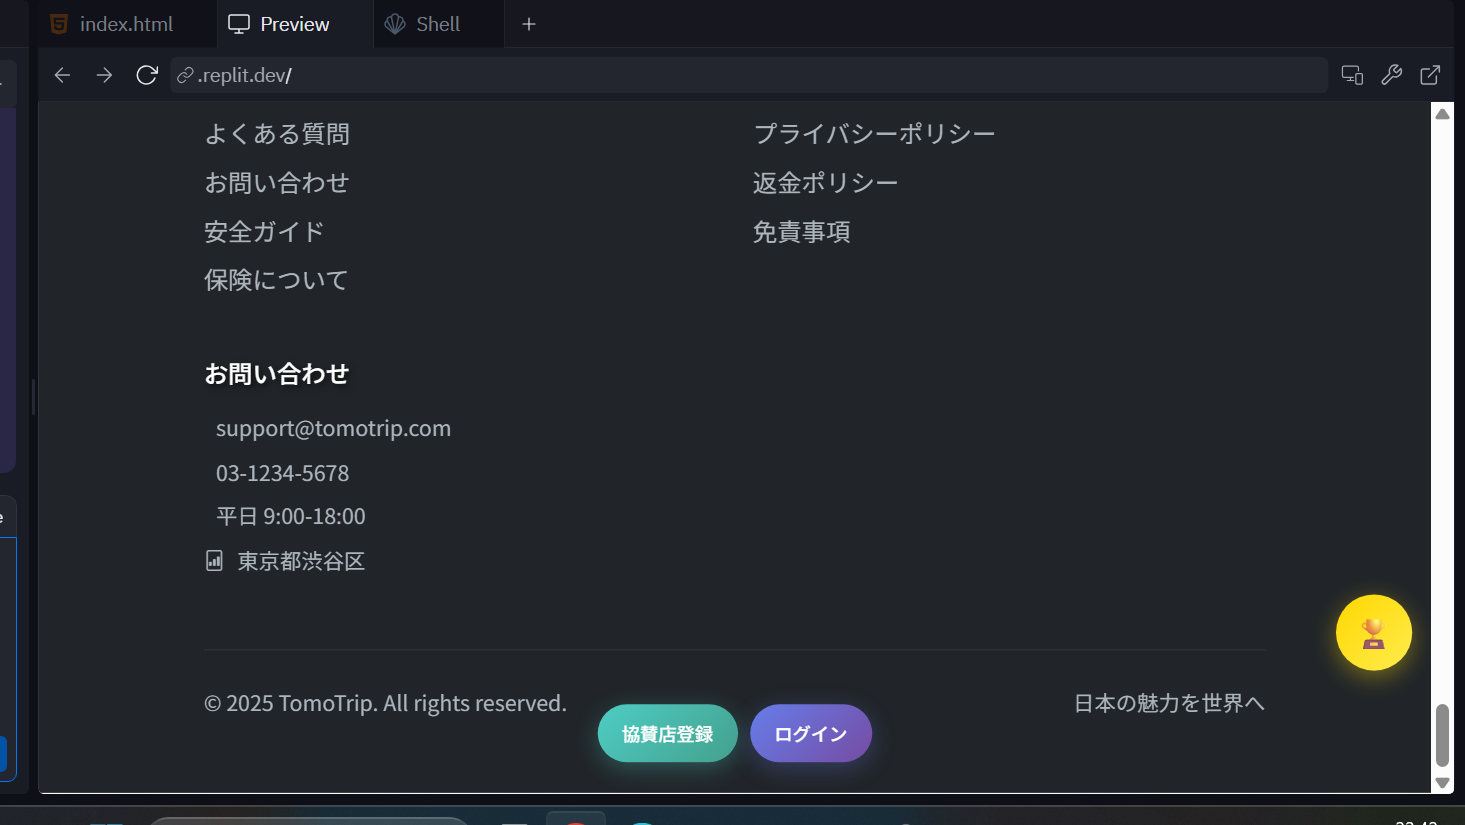 index.html
Preview
Shell
.replit.dev/
よくある質問
お問い合わせ
安全ガイド
保険について
プライバシーポリシー
返金ポリシー
免責事項
お問い合わせ
support@tomotrip.com
03-1234-5678
平日 9:00-18:00
東京都渋谷区
© 2025 TomoTrip. All rights reserved.
協賛店登録
ログイン
日本の魅力を世界へ